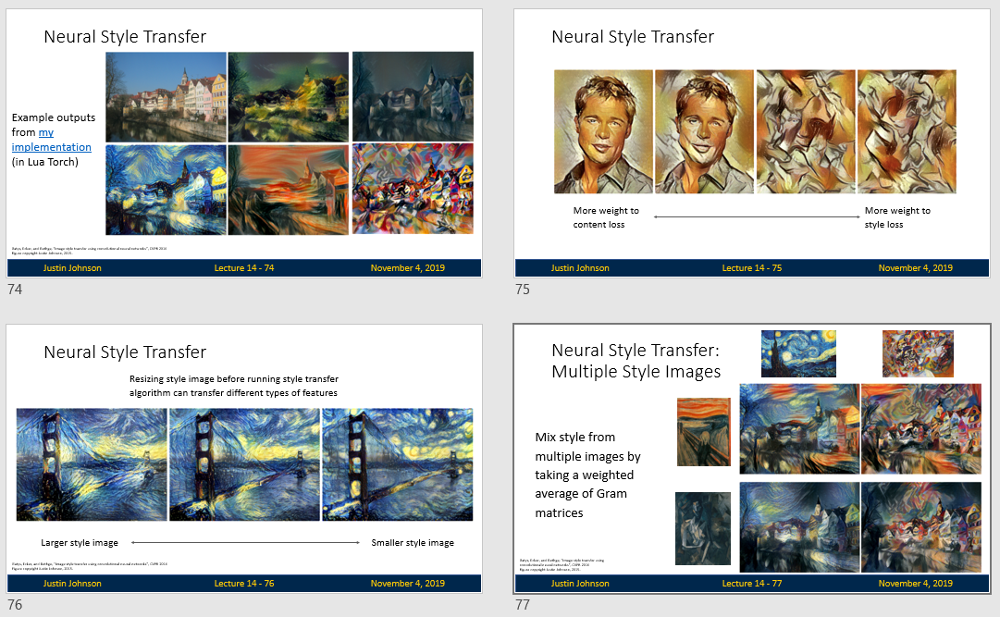 Neural Style Transfer
Example outputs
from my
implementation
(in Lua Torch)
Gatys, Ecker, and Bethge, "Image style transfer using convolutional neural networks", CVPR 2016
Figure copyright Justin Johnson, 2015.
Justin Johnson
Lecture 14 - 74
November 4, 2019
74
Neural Style Transfer
More weight to
content loss
More weight to
style loss
Justin Johnson
Lecture 14 - 75
November 4, 2019
75
Neural Style Transfer
Resizing style image before running style transfer
algorithm can transfer different types of features
Larger style image
Smaller style image
Gatys, Ecker, and Bethge, "Image style transfer using convolutional neural networks", CVPR 2016
Figure copyright Justin Johnson, 2015.
Justin Johnson
Lecture 14 - 76
November 4, 2019
76
Neural Style Transfer:
Multiple Style Images
Mix style from
multiple images by
taking a weighted
average of Gram
matrices
Gatys, Ecker, and Bethge, "Image style transfer using
convolutional neural networks", CVPR 2016
Figure copyright Justin Johnson, 2015.
Justin Johnson
Lecture 14 - 77
November 4, 2019
77